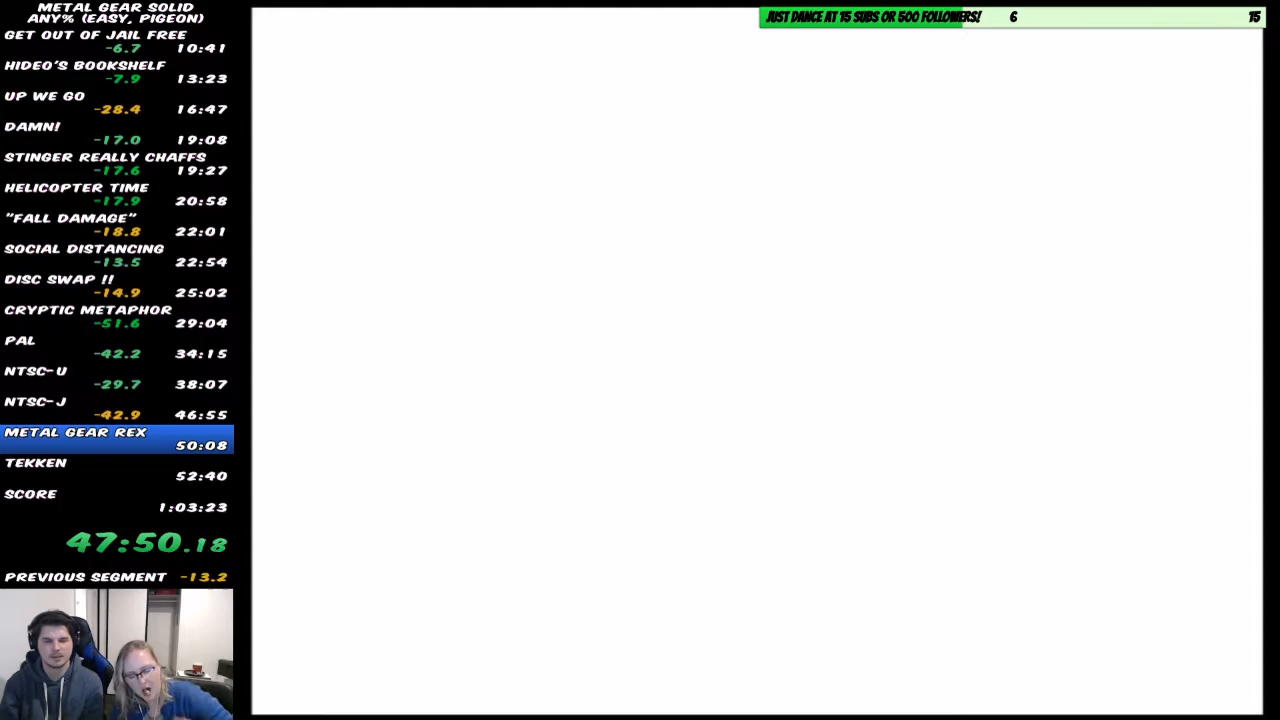 METAL GEAR SOLID
ANY% (EASY, PIGEON)
GET OUT OF JAIL FREE
-6.7 10:41
HIDEO'S BOOKSHELF
-7.9 13:23
UP WE GO
-28.4 16:47
DAMN!
-17.0 19:08
STINGER REALLY CHAFFS
-17.6 19:27
HELICOPTER TIME
-17.9 20:58
"FALL DAMAGE"
-18.8 22:01
SOCIAL DISTANCING
-13.5 22:54
DISC SWAP !!
-14.9 25:02
CRYPTIC METAPHOR
-51.6 29:04
PAL
-42.2 34:15
NTSC-U
-29.7 38:07
NTSC-J
-42.9 46:55
METAL GEAR REX
50:08
TEKKEN
52:40
SCORE
1:03:23
47:50.18
PREVIOUS SEGMENT -13.2
JUST DANCE AT 15 SUBS OR 500 FOLLOWERS! 6 15